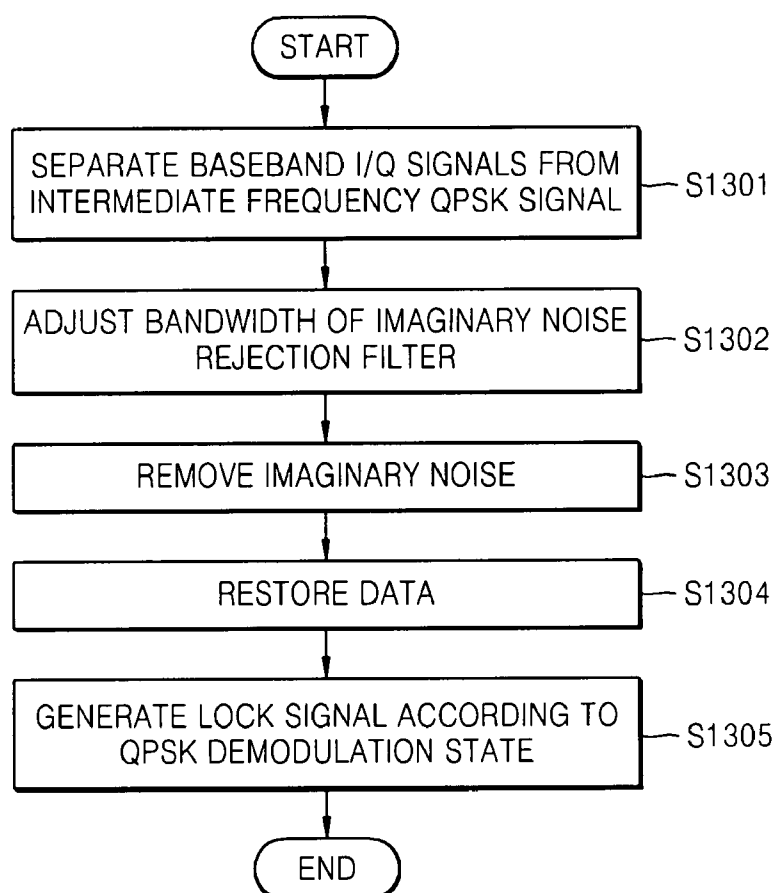 START
SEPARATE BASEBAND I/Q SIGNALS FROM
INTERMEDIATE FREQUENCY QPSK SIGNAL
S1301
ADJUST BANDWIDTH OF IMAGINARY NOISE
REJECTION FILTER
S1302
REMOVE IMAGINARY NOISE
S1303
RESTORE DATA
S1304
GENERATE LOCK SIGNAL ACCORDING TO
QPSK DEMODULATION STATE
S1305
END